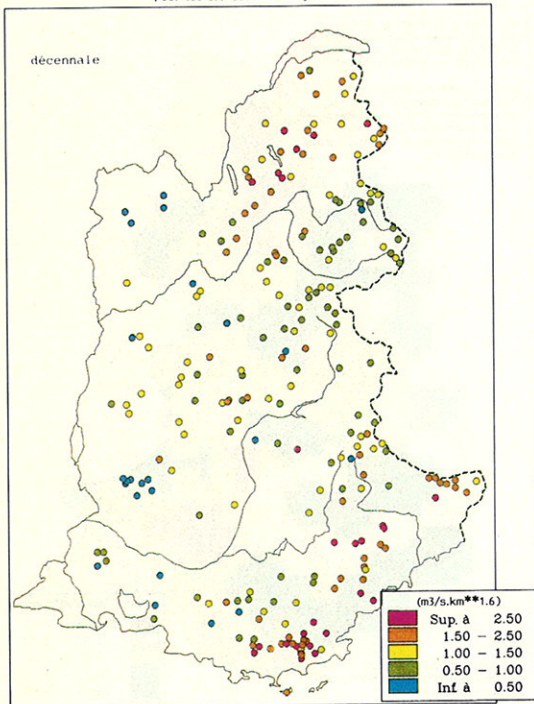 décennale
(m3/s.km**1.6)
Sup. à 2.50
1.50 - 2.50
1.00 - 1.50
0.50 - 1.00
Inf. à 0.50